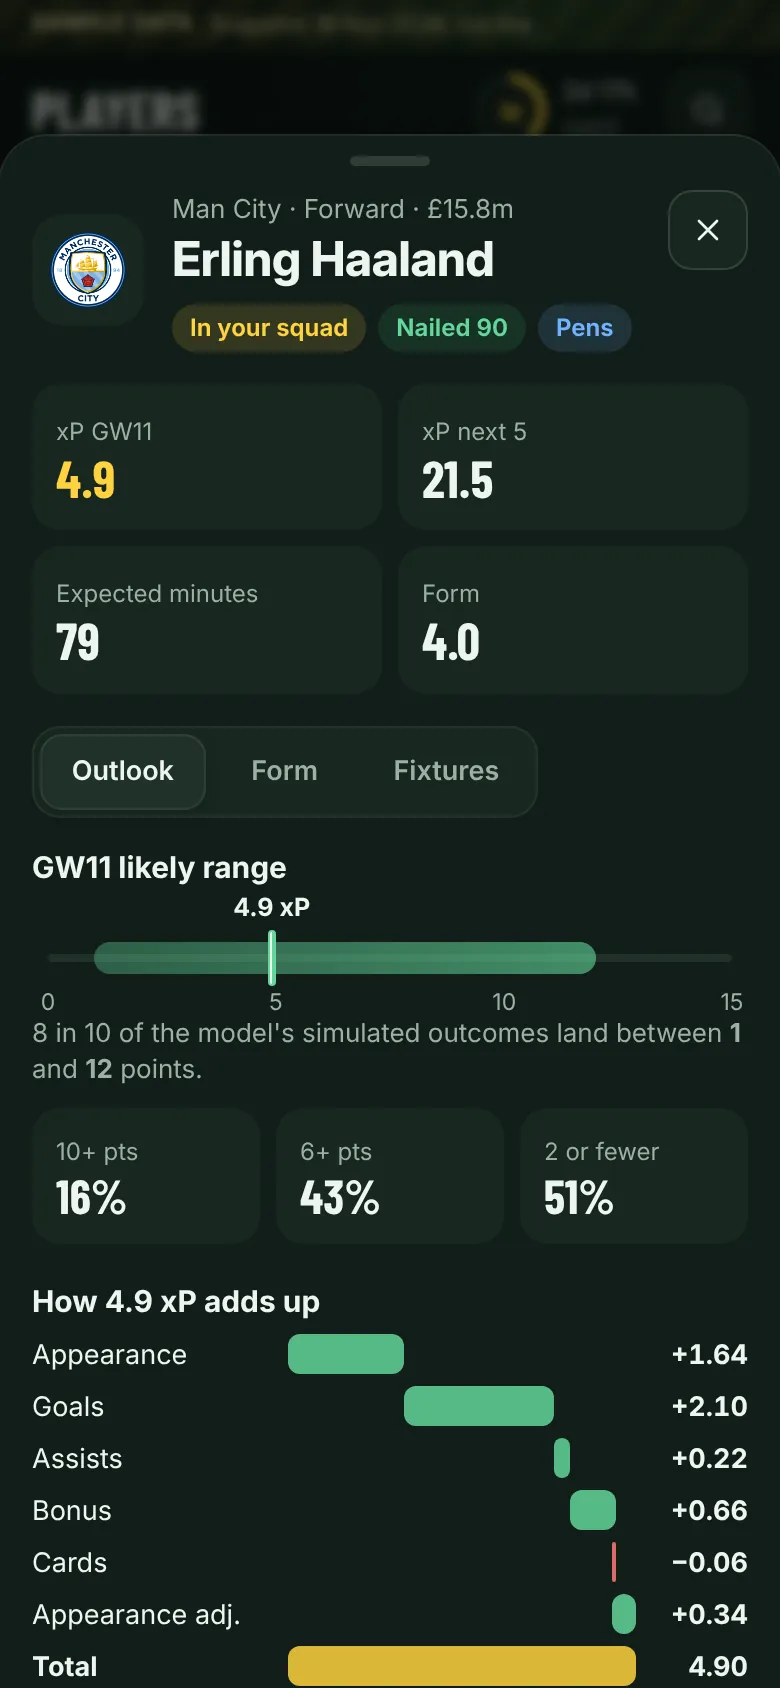 PLAYERS
Man City · Forward · £15.8m
Erling Haaland
MANCHESTER
CITY
In your squad
Nailed 90
Pens
xP GW11
4.9
xP next 5
21.5
Expected minutes
79
Form
4.0
Outlook
Form
Fixtures
GW11 likely range
4.9 xP
0
5
10
15
8 in 10 of the model's simulated outcomes land between 1
and 12 points.
10+ pts
16%
6+ pts
43%
2 or fewer
51%
How 4.9 xP adds up
Appearance +1.64
Goals +2.10
Assists +0.22
Bonus +0.66
Cards −0.06
Appearance adj. +0.34
Total 4.90